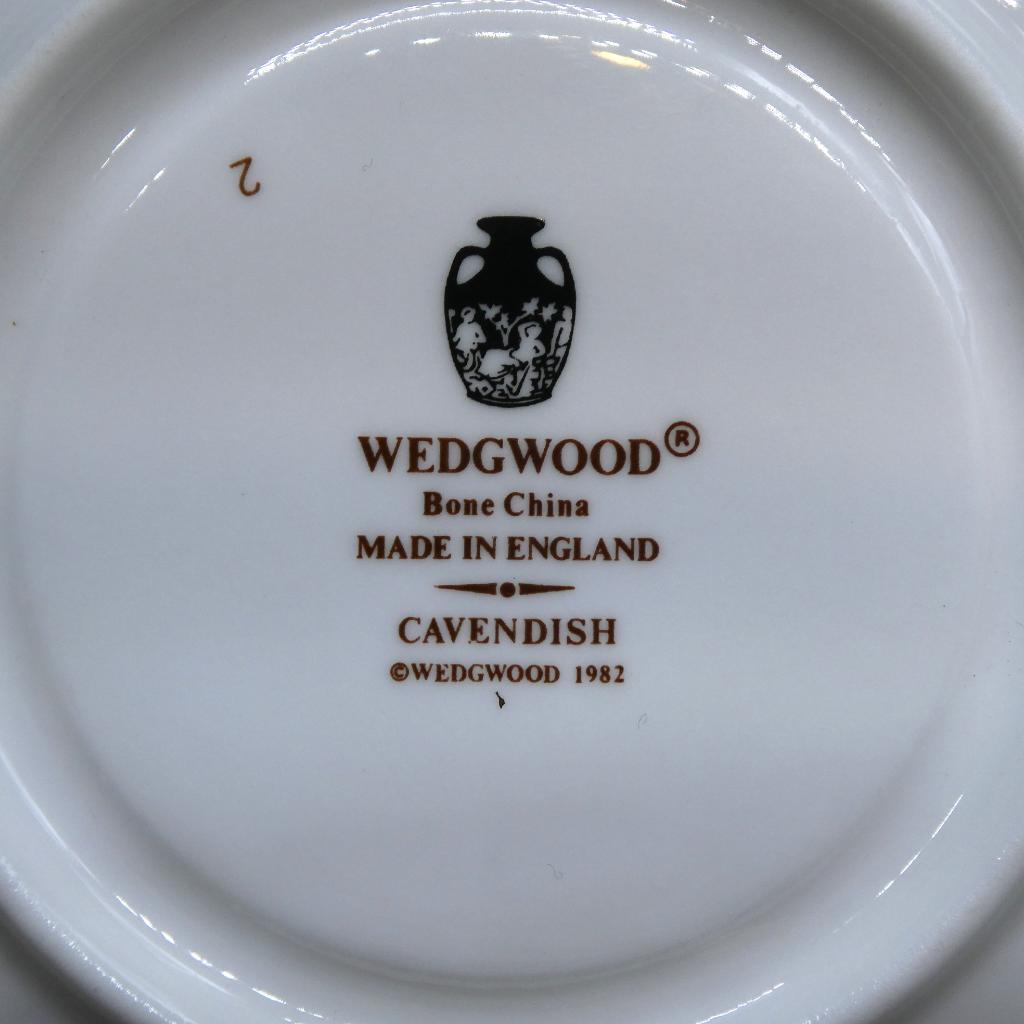 2
WEDGWOOD®
Bone China
MADE IN ENGLAND
CAVENDISH
©WEDGWOOD 1982